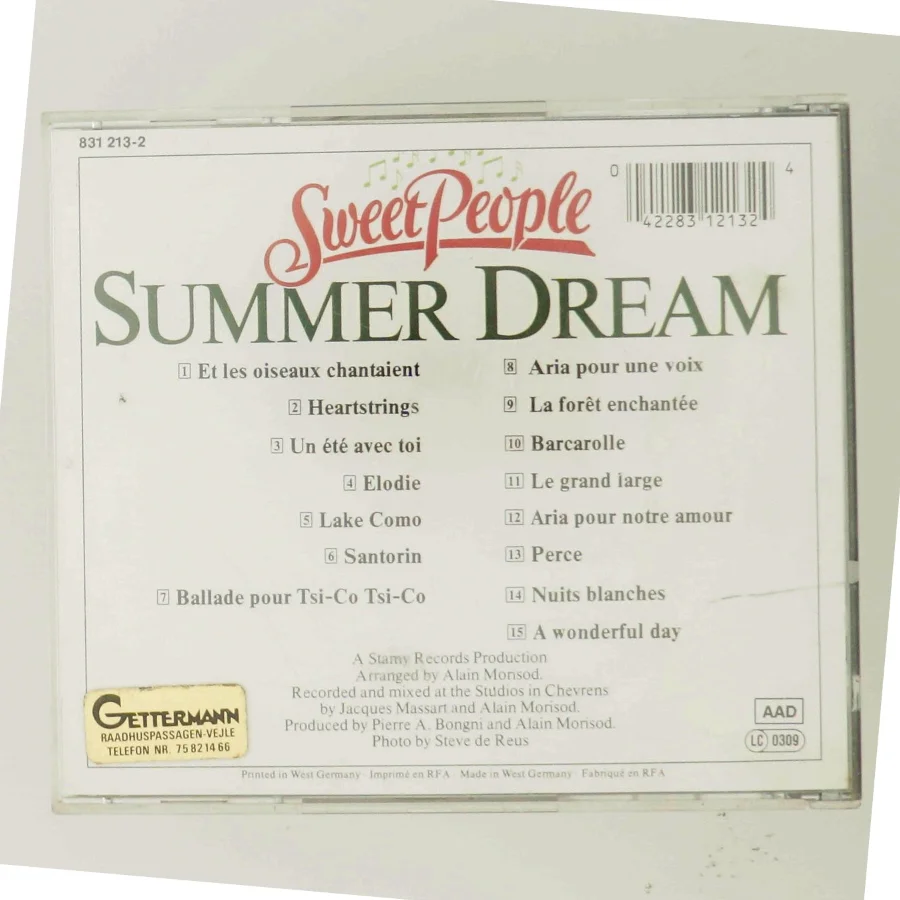 831 213-2
Sweet People
0 42283 12132 4
SUMMER DREAM
1 Et les oiseaux chantaient
2 Heartstrings
3 Un été avec toi
4 Elodie
5 Lake Como
6 Santorin
7 Ballade pour Tsi-Co Tsi-Co
8 Aria pour une voix
9 La forêt enchantée
10 Barcarolle
11 Le grand large
12 Aria pour notre amour
13 Perce
14 Nuits blanches
15 A wonderful day
A Stamy Records Production
Arranged by Alain Morisod.
Recorded and mixed at the Studios in Chevrens
by Jacques Massart and Alain Morisod.
Produced by Pierre A. Bongni and Alain Morisod.
Photo by Steve de Reus
GETTERMANN
RAADHUSPASSAGEN-VEJLE
TELEFON NR. 75 82 14 66
AAD
LC 0309
Printed in West Germany Imprimé en RFA Made in West Germany Fabriqué en RFA